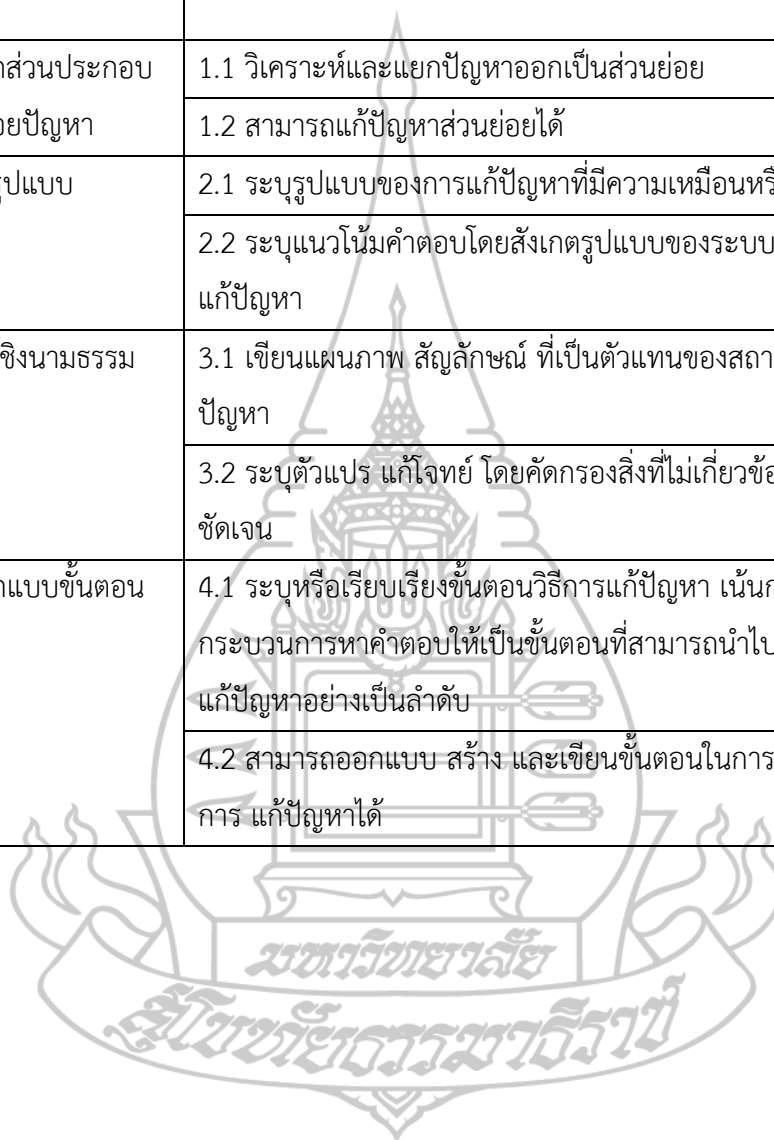 ส่วนประกอบ
1.1 วิเคราะห์และแยกปัญหาออกเป็นส่วนย่อย
ยปัญหา
1.2 สามารถแก้ปัญหาส่วนย่อยได้
รูปแบบ
2.1 ระบุรูปแบบของการแก้ปัญหาที่มีความเหมือนหรื
2.2 ระบุแนวโน้มคำตอบโดยสังเกตรูปแบบของระบบ
แก้ปัญหา
เชิงนามธรรม
3.1 เขียนแผนภาพ สัญลักษณ์ ที่เป็นตัวแทนของสถา
ปัญหา
3.2 ระบุตัวแปร แก้โจทย์ โดยคัดกรองสิ่งที่ไม่เกี่ยวข้อ
ชัดเจน
แบบขั้นตอน
4.1 ระบุหรือเรียบเรียงขั้นตอนวิธีการแก้ปัญหา เน้น
กระบวนการหาคำตอบให้เป็นขั้นตอนที่สามารถนำไป
แก้ปัญหาอย่างเป็นลำดับ
4.2 สามารถออกแบบ สร้าง และเขียนขั้นตอนในการ
การ แก้ปัญหาได้
มหาวิทยาลัย
สุโขทัยธรรมาธิราช